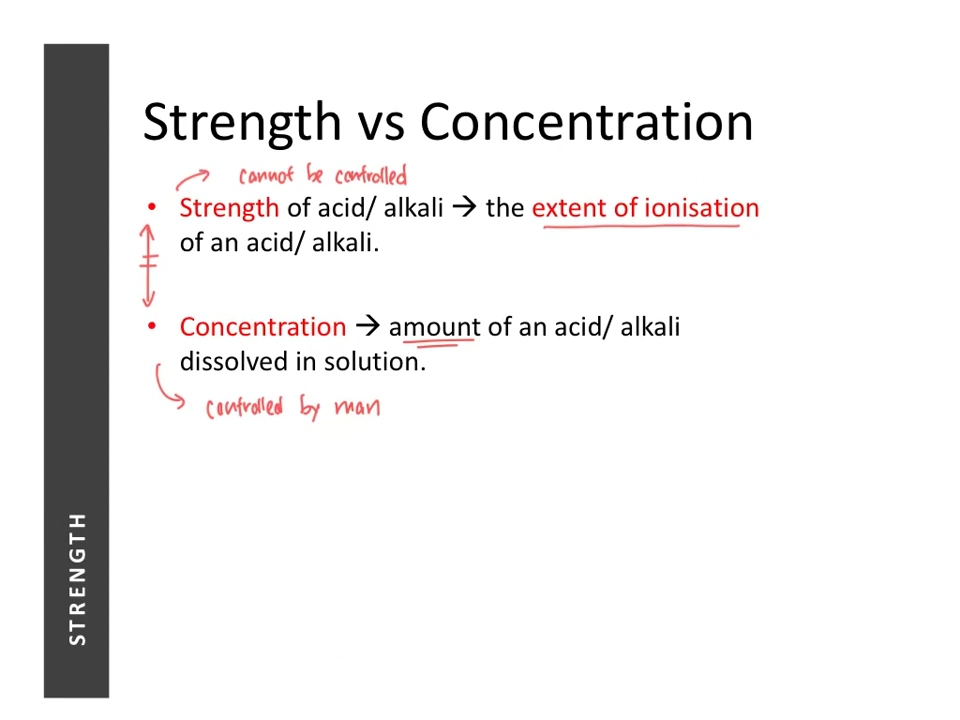 Strength vs Concentration
cannot be controlled
• Strength of acid/ alkali → the extent of ionisation
of an acid/ alkali.
• Concentration → amount of an acid/ alkali
dissolved in solution.
controlled by man
STRENGTH